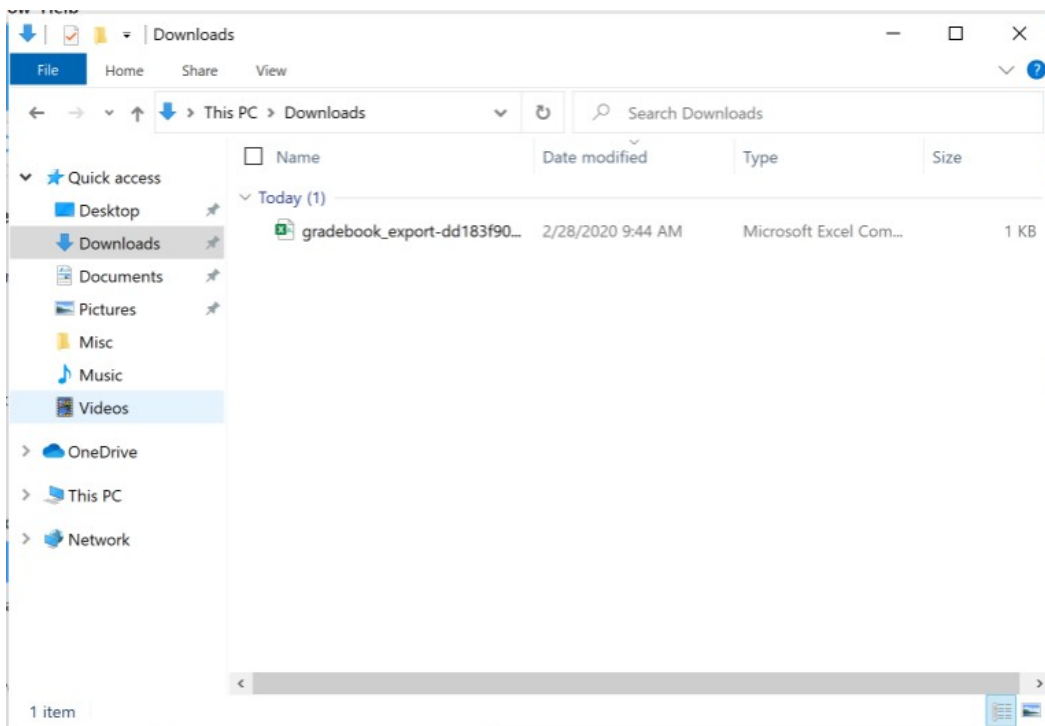 Downloads
File Home Share View ?
This PC > Downloads Search Downloads
Name Date modified Type Size
Quick access
Today (1)
Desktop
gradebook_export-dd183f90... 2/28/2020 9:44 AM Microsoft Excel Com... 1 KB
Downloads
Documents
Pictures
Misc
Music
Videos
OneDrive
This PC
Network
1 item